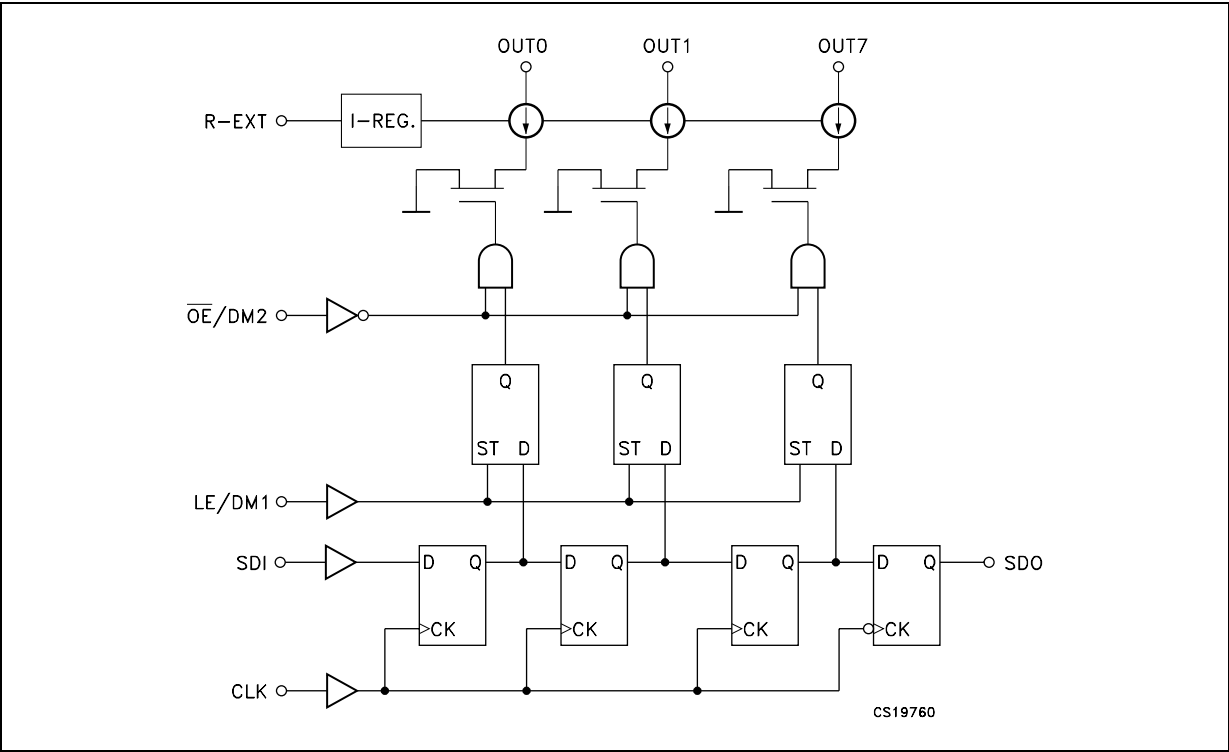 OUT0 OUT1 OUT7
R-EXT I-REG.
OE/DM2
Q Q Q
ST D ST D ST D
LE/DM1
SDI D Q D Q D Q D Q SDO
CK CK CK CK
CLK
CS19760